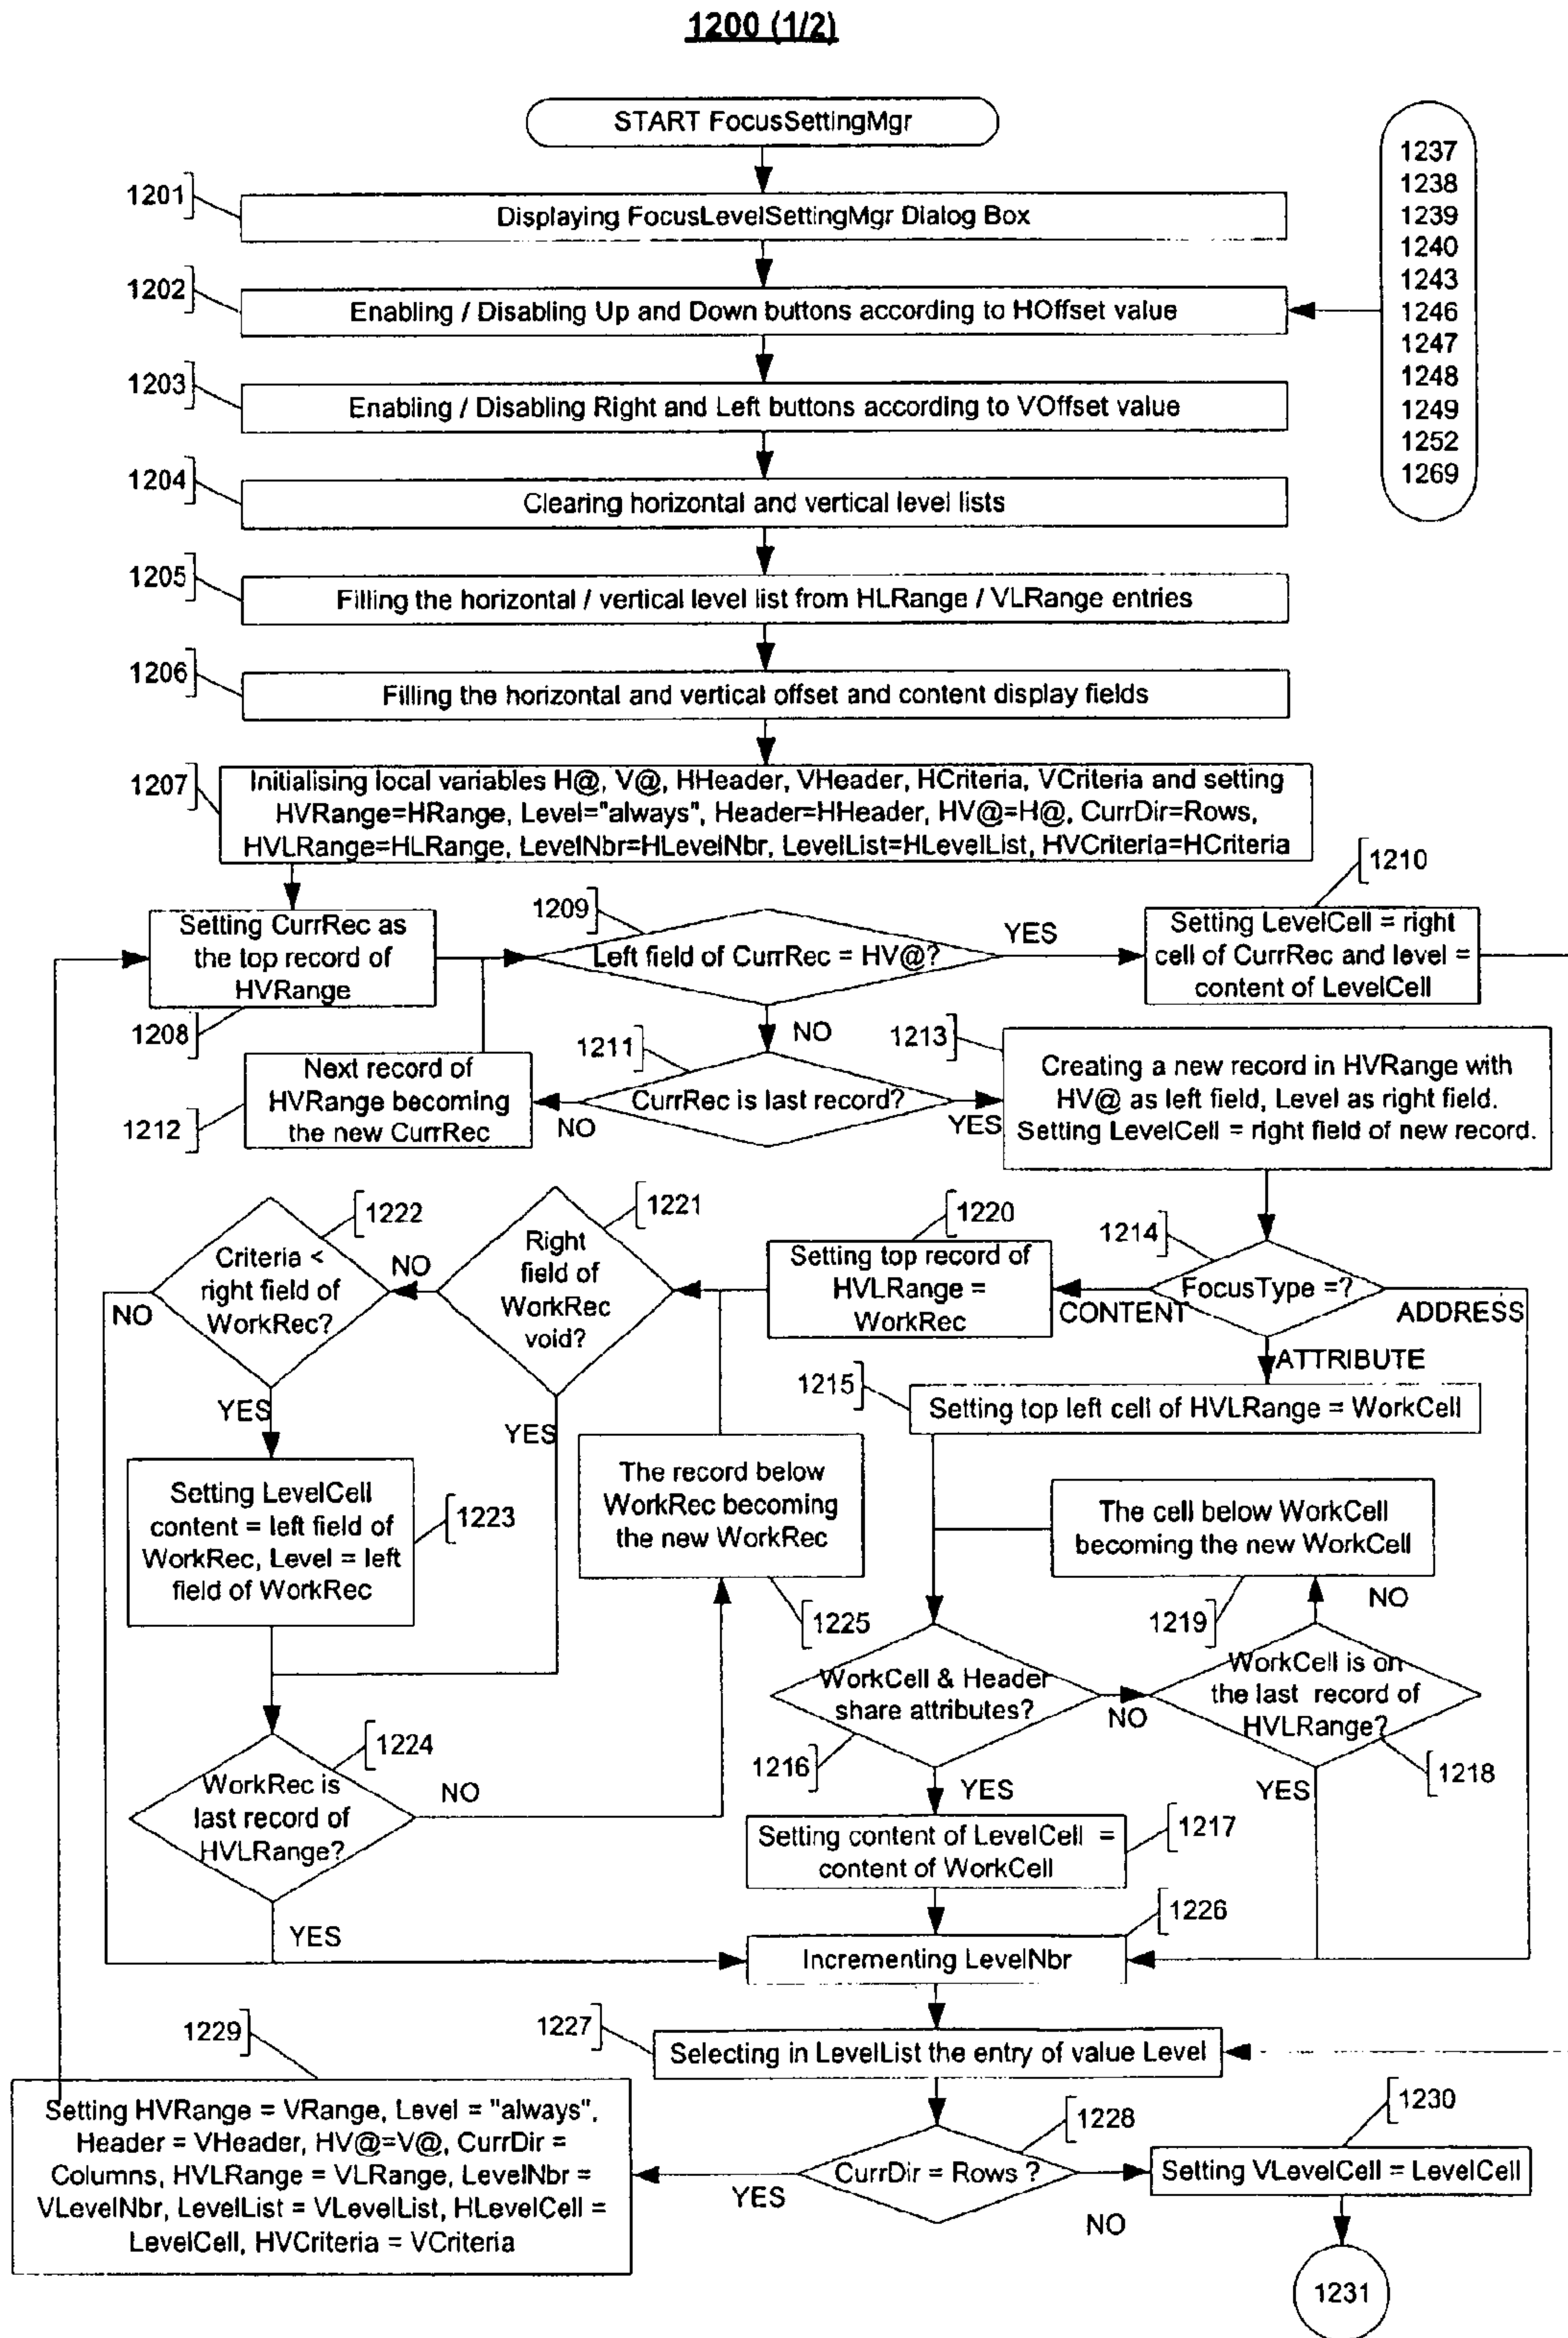 1200 (1/2)
START FocusSettingMgr
1237
1238
1239
1240
1243
1246
1247
1248
1249
1252
1269
1201
Displaying FocusLevelSettingMgr Dialog Box
1202
Enabling / Disabling Up and Down buttons according to HOffset value
1203
Enabling / Disabling Right and Left buttons according to VOffset value
1204
Clearing horizontal and vertical level lists
1205
Filling the horizontal / vertical level list from HLRange / VLRange entries
1206
Filling the horizontal and vertical offset and content display fields
1207
Initialising local variables H@, V@, HHeader, VHeader, HCriteria, VCriteria and setting
HVRange=HRange, Level="always", Header=HHeader, HV@=H@, CurrDir=Rows,
HVLRange=HLRange, LevelNbr=HLevelNbr, LevelList=HLevelList, HVCriteria=HCriteria
1208
Setting CurrRec as
the top record of
HVRange
1209
Left field of CurrRec = HV@?
YES
NO
1210
Setting LevelCell = right
cell of CurrRec and level =
content of LevelCell
1211
CurrRec is last record?
NO
YES
1212
Next record of
HVRange becoming
the new CurrRec
1213
Creating a new record in HVRange with
HV@ as left field, Level as right field.
Setting LevelCell = right field of new record.
1214
FocusType =?
CONTENT
ADDRESS
ATTRIBUTE
1220
Setting top record of
HVLRange =
WorkRec
1221
Right
field of
WorkRec
void?
NO
YES
1222
Criteria <
right field of
WorkRec?
NO
YES
1215
Setting top left cell of HVLRange = WorkCell
1223
Setting LevelCell
content = left field of
WorkRec, Level = left
field of WorkRec
1225
The record below
WorkRec becoming
the new WorkRec
1219
The cell below WorkCell
becoming the new WorkCell
NO
1216
WorkCell & Header
share attributes?
NO
YES
1218
WorkCell is on
the last record of
HVLRange?
YES
1224
WorkRec is
last record of
HVLRange?
NO
YES
1217
Setting content of LevelCell =
content of WorkCell
1226
Incrementing LevelNbr
1227
Selecting in LevelList the entry of value Level
1229
Setting HVRange = VRange, Level = "always",
Header = VHeader, HV@=V@, CurrDir =
Columns, HVLRange = VLRange, LevelNbr =
VLevelNbr, LevelList = VLevelList, HLevelCell =
LevelCell, HVCriteria = VCriteria
1228
CurrDir = Rows ?
YES
NO
1230
Setting VLevelCell = LevelCell
1231